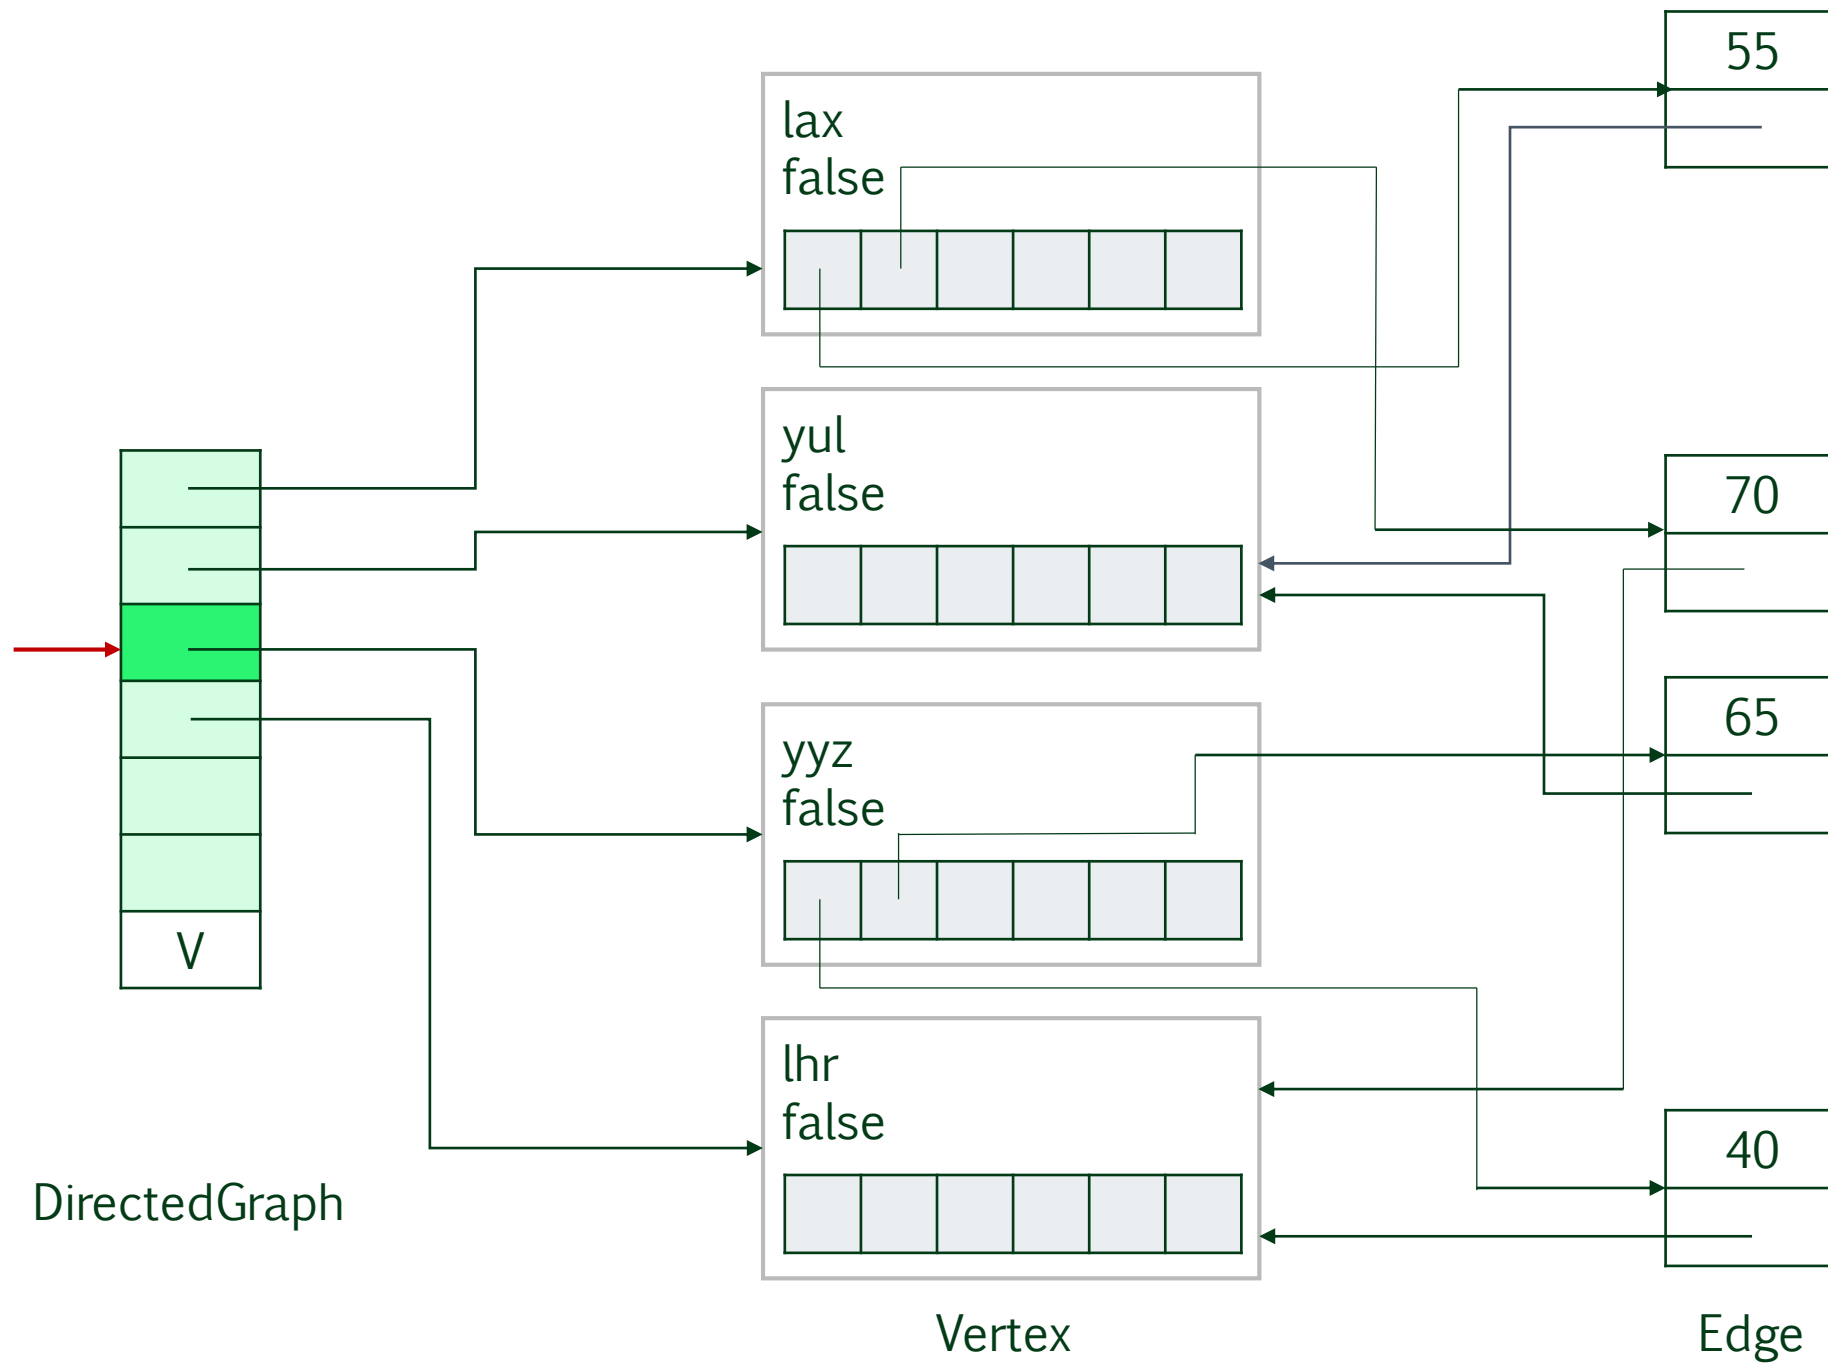 55
lax
false
yul
false
70
65
yyz
false
V
lhr
false
40
DirectedGraph
Vertex
Edge